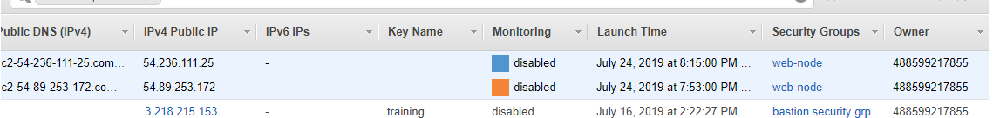 Public DNS (IPv4) IPv4 Public IP IPv6 IPs Key Name Monitoring Launch Time Security Groups Owner
c2-54-236-111-25.com... 54.236.111.25 - disabled July 24, 2019 at 8:15:00 PM ... web-node 488599217855
c2-54-89-253-172.co... 54.89.253.172 - disabled July 24, 2019 at 7:53:00 PM ... web-node 488599217855
3.218.215.153 - training disabled July 16, 2019 at 2:22:27 PM ... bastion security grp 488599217855